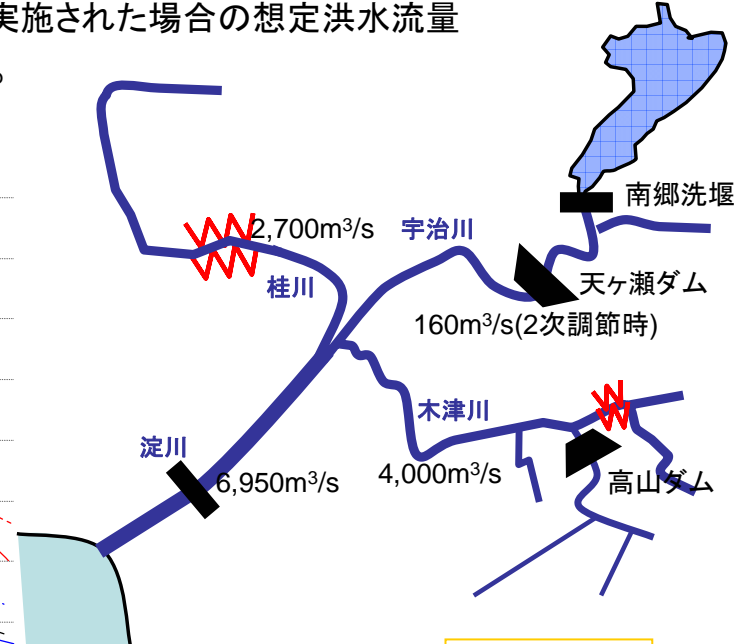 実施された場合の想定洪水流量
南郷洗堰
2,700m³/s
宇治川
桂川
天ヶ瀬ダム
160m³/s(2次調節時)
木津川
淀川
4,000m³/s
6,950m³/s
高山ダム